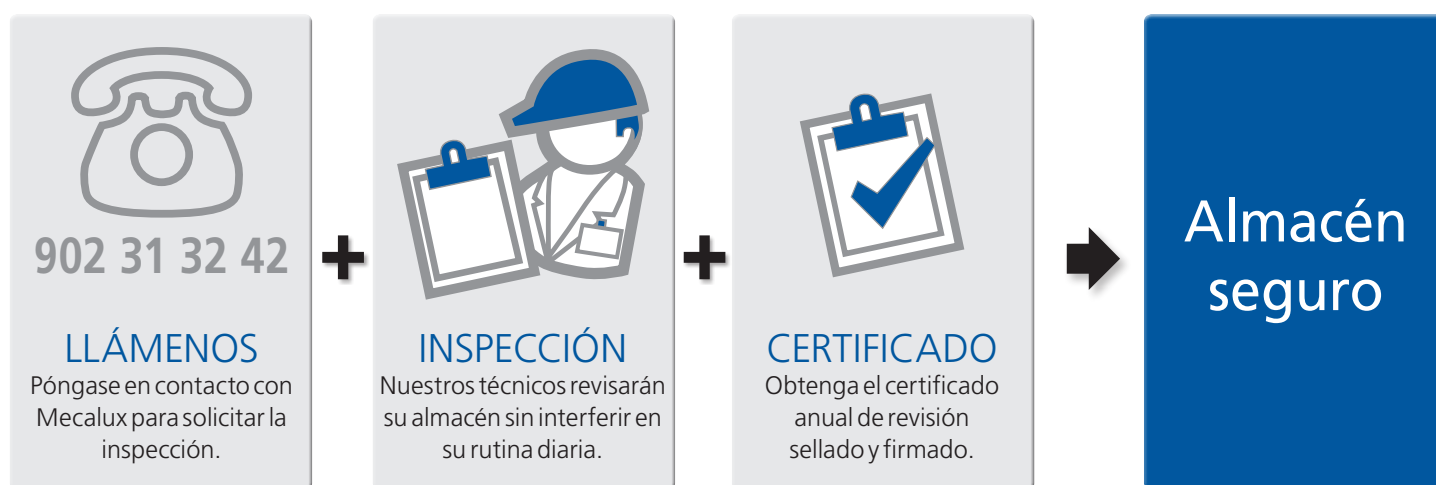 902 31 32 42
LLÁMENOS
Póngase en contacto con
Mecalux para solicitar la
inspección.
INSPECCIÓN
Nuestros técnicos revisarán
su almacén sin interferir en
su rutina diaria.
CERTIFICADO
Obtenga el certificado
anual de revisión
sellado y firmado.
Almacén
seguro